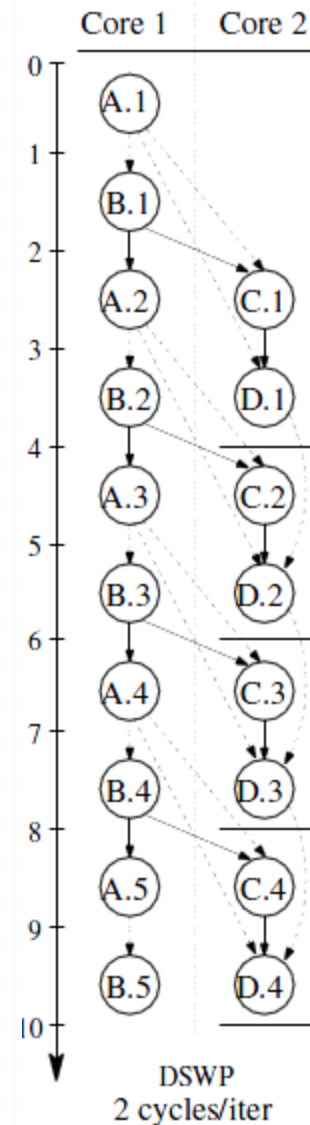 Core 1 Core 2
0
A.1
1
B.1
2
A.2 C.1
3
B.2 D.1
4
A.3 C.2
5
B.3 D.2
6
A.4 C.3
7
B.4 D.3
8
A.5 C.4
9
B.5 D.4
10
DSWP
2 cycles/iter